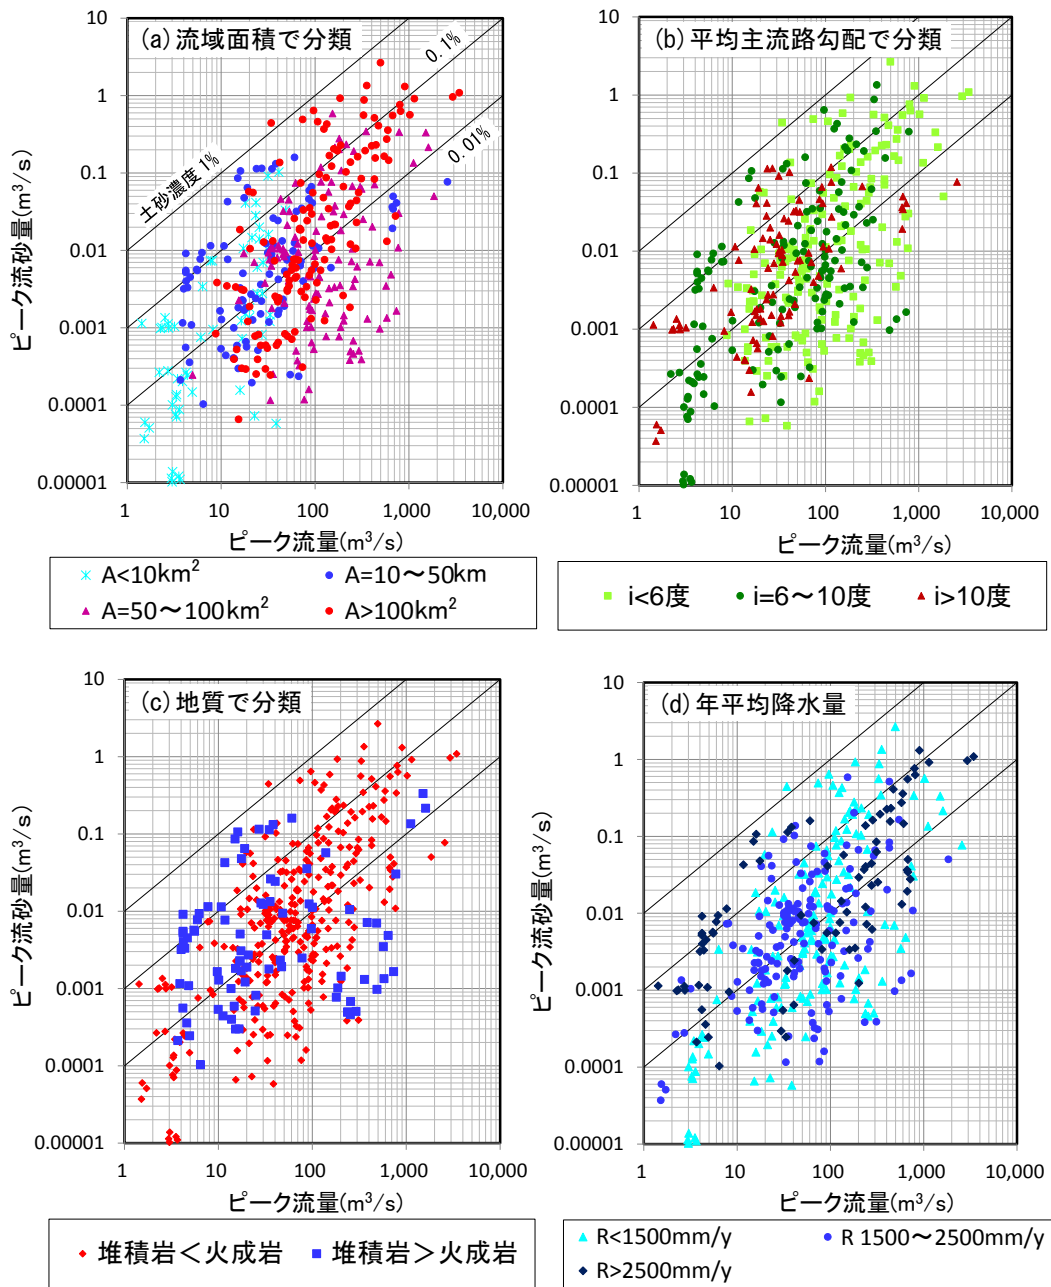 (a) 流域面積で分類
土砂濃度 1%
0.1%
0.01%
ピーク流砂量(m³/s)
10
1
0.1
0.01
0.001
0.0001
0.00001
1 10 100 1,000 10,000
ピーク流量(m³/s)
A<10km²
A=10～50km
A=50～100km²
A>100km²
(b) 平均主流路勾配で分類
10
1
0.1
0.01
0.001
0.0001
0.00001
1 10 100 1,000 10,000
ピーク流量(m³/s)
i<6度
i=6～10度
i>10度
(c) 地質で分類
ピーク流砂量(m³/s)
10
1
0.1
0.01
0.001
0.0001
0.00001
1 10 100 1,000 10,000
ピーク流量(m³/s)
堆積岩＜火成岩
堆積岩＞火成岩
(d) 年平均降水量
ピーク流砂量(m³/s)
10
1
0.1
0.01
0.001
0.0001
0.00001
1 10 100 1,000 10,000
ピーク流量(m³/s)
R<1500mm/y
R 1500～2500mm/y
R>2500mm/y